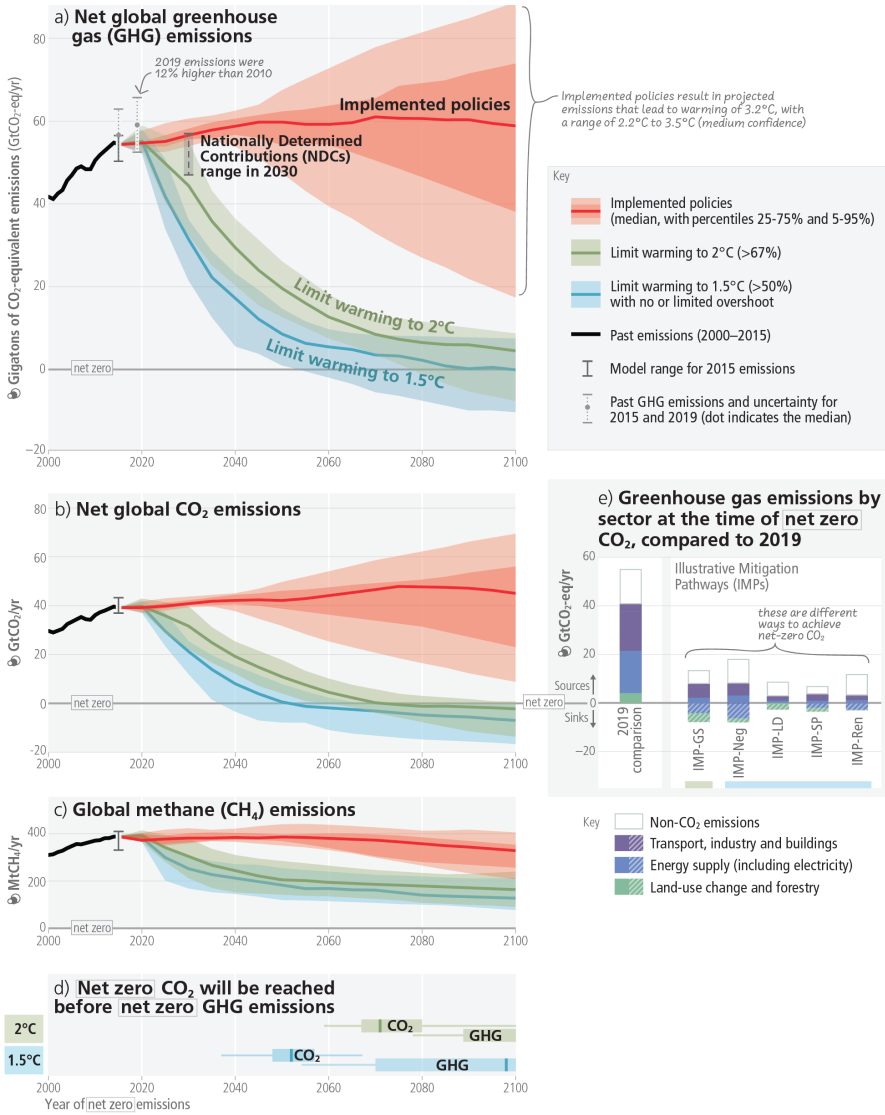 a) Net global greenhouse
gas (GHG) emissions
2019 emissions were
12% higher than 2010
Implemented policies
Nationally Determined
Contributions (NDCs)
range in 2030
Limit warming to 2°C
Limit warming to 1.5°C
Gigatons of CO2-equivalent emissions (GtCO2-eq/yr)
80
60
40
20
0
−20
net zero
2000
2020
2040
2060
2080
2100
Implemented policies result in projected
emissions that lead to warming of 3.2°C, with
a range of 2.2°C to 3.5°C (medium confidence)
Key
Implemented policies
(median, with percentiles 25-75% and 5-95%)
Limit warming to 2°C (>67%)
Limit warming to 1.5°C (>50%)
with no or limited overshoot
Past emissions (2000–2015)
Model range for 2015 emissions
Past GHG emissions and uncertainty for
2015 and 2019 (dot indicates the median)
b) Net global CO2 emissions
GtCO2/yr
80
60
40
20
0
-20
net zero
2000
2020
2040
2060
2080
2100
c) Global methane (CH4) emissions
MtCH4/yr
400
200
0
net zero
2000
2020
2040
2060
2080
2100
d) Net zero CO2 will be reached
before net zero GHG emissions
2°C
CO2
GHG
1.5°C
CO2
GHG
2000
2020
2040
2060
2080
2100
Year of net zero emissions
e) Greenhouse gas emissions by
sector at the time of net zero
CO2, compared to 2019
GtCO2-eq/yr
60
40
20
0
−20
Illustrative Mitigation
Pathways (IMPs)
these are different
ways to achieve
net-zero CO2
Sources
net zero
Sinks
2019
comparison
IMP-GS
IMP-Neg
IMP-LD
IMP-SP
IMP-Ren
Key
Non-CO2 emissions
Transport, industry and buildings
Energy supply (including electricity)
Land-use change and forestry